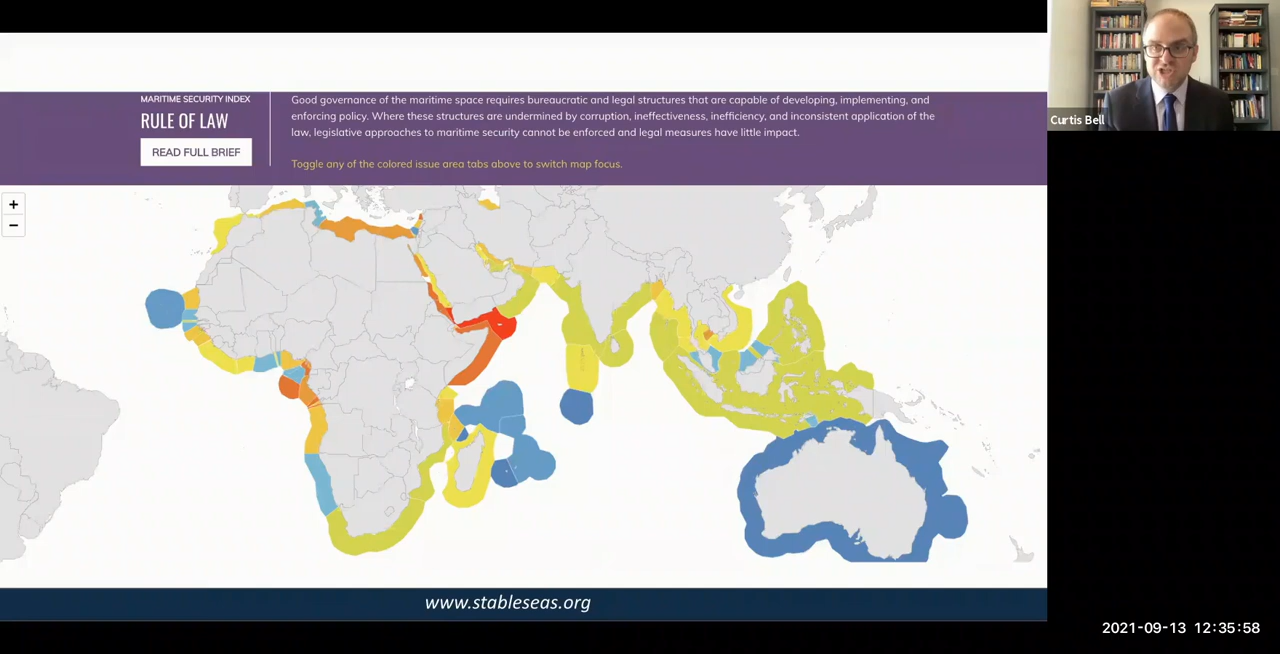 MARITIME SECURITY INDEX
RULE OF LAW
READ FULL BRIEF
Good governance of the maritime space requires bureaucratic and legal structures that are capable of developing, implementing, and
enforcing policy. Where these structures are undermined by corruption, ineffectiveness, inefficiency, and inconsistent application of the
law, legislative approaches to maritime security cannot be enforced and legal measures have little impact.
Toggle any of the colored issue area tabs above to switch map focus.
Curtis Bell
+
−
www.stableseas.org
2021-09-13 12:35:58